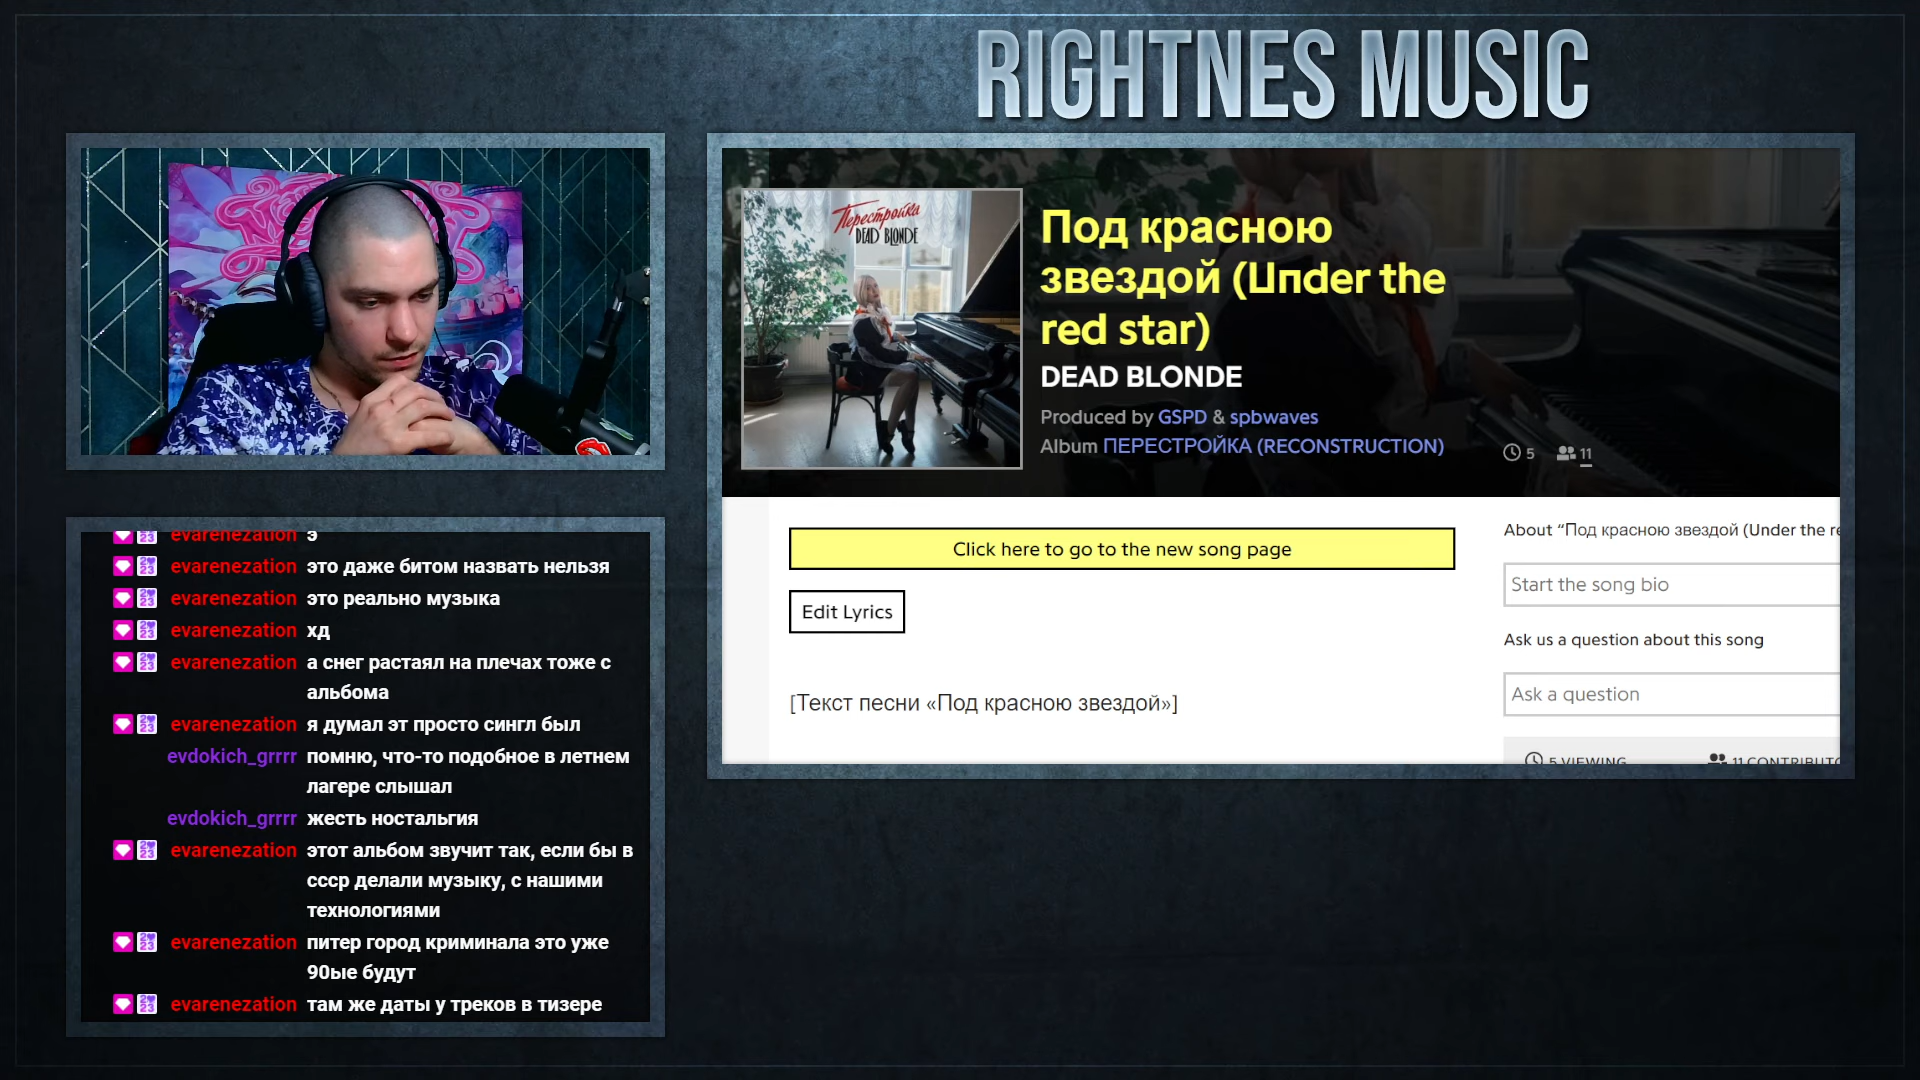 RIGHTNES MUSIC
Перестройка
DEAD BLONDE
Под красною
звездой (Under the
red star)
DEAD BLONDE
Produced by GSPD & spbwaves
Album ПЕРЕСТРОЙКА (RECONSTRUCTION)
5 11
Click here to go to the new song page
Edit Lyrics
[Текст песни «Под красною звездой»]
About “Под красною звездой (Under the re
Start the song bio
Ask us a question about this song
Ask a question
5 VIEWING 11 CONTRIBUTO
evarenezation э
evarenezation это даже битом назвать нельзя
evarenezation это реально музыка
evarenezation хд
evarenezation а снег растаял на плечах тоже с
альбома
evarenezation я думал эт просто сингл был
evdokich_grrrr помню, что-то подобное в летнем
лагере слышал
evdokich_grrrr жесть ностальгия
evarenezation этот альбом звучит так, если бы в
ссср делали музыку, с нашими
технологиями
evarenezation питер город криминала это уже
90ые будут
evarenezation там же даты у треков в тизере